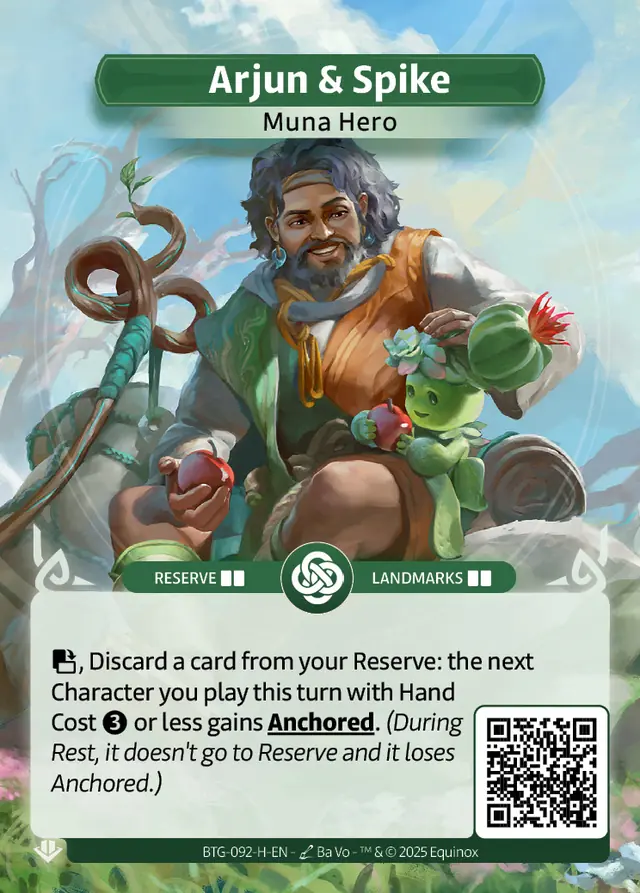 Arjun & Spike
Muna Hero
RESERVE
LANDMARKS
, Discard a card from your Reserve: the next
Character you play this turn with Hand
Cost 3 or less gains Anchored. (During
Rest, it doesn't go to Reserve and it loses
Anchored.)
BTG-092-H-EN - Ba Vo - ™ & © 2025 Equinox